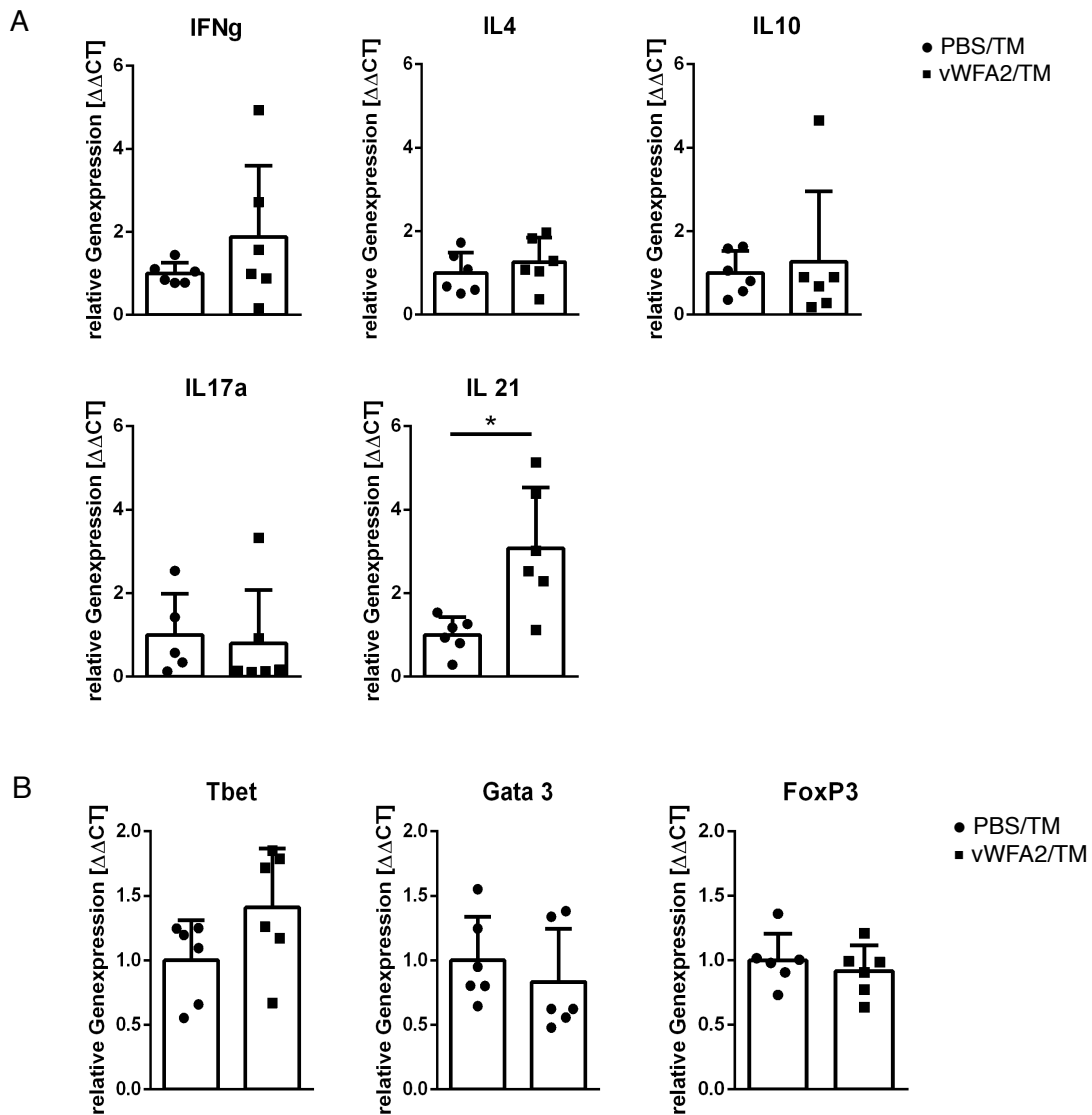 A
IFNg
IL4
IL10
● PBS/TM
■ vWFA2/TM
relative Genexpression [ΔΔCT]
6
4
2
0
relative Genexpression [ΔΔCT]
6
4
2
0
relative Genexpression [ΔΔCT]
6
4
2
0
IL17a
IL 21
relative Genexpression [ΔΔCT]
6
4
2
0
relative Genexpression [ΔΔCT]
6
4
2
0
*
B
Tbet
Gata 3
FoxP3
● PBS/TM
■ vWFA2/TM
relative Genexpression [ΔΔCT]
2.0
1.5
1.0
0.5
0.0
relative Genexpression [ΔΔCT]
2.0
1.5
1.0
0.5
0.0
relative Genexpression [ΔΔCT]
2.0
1.5
1.0
0.5
0.0